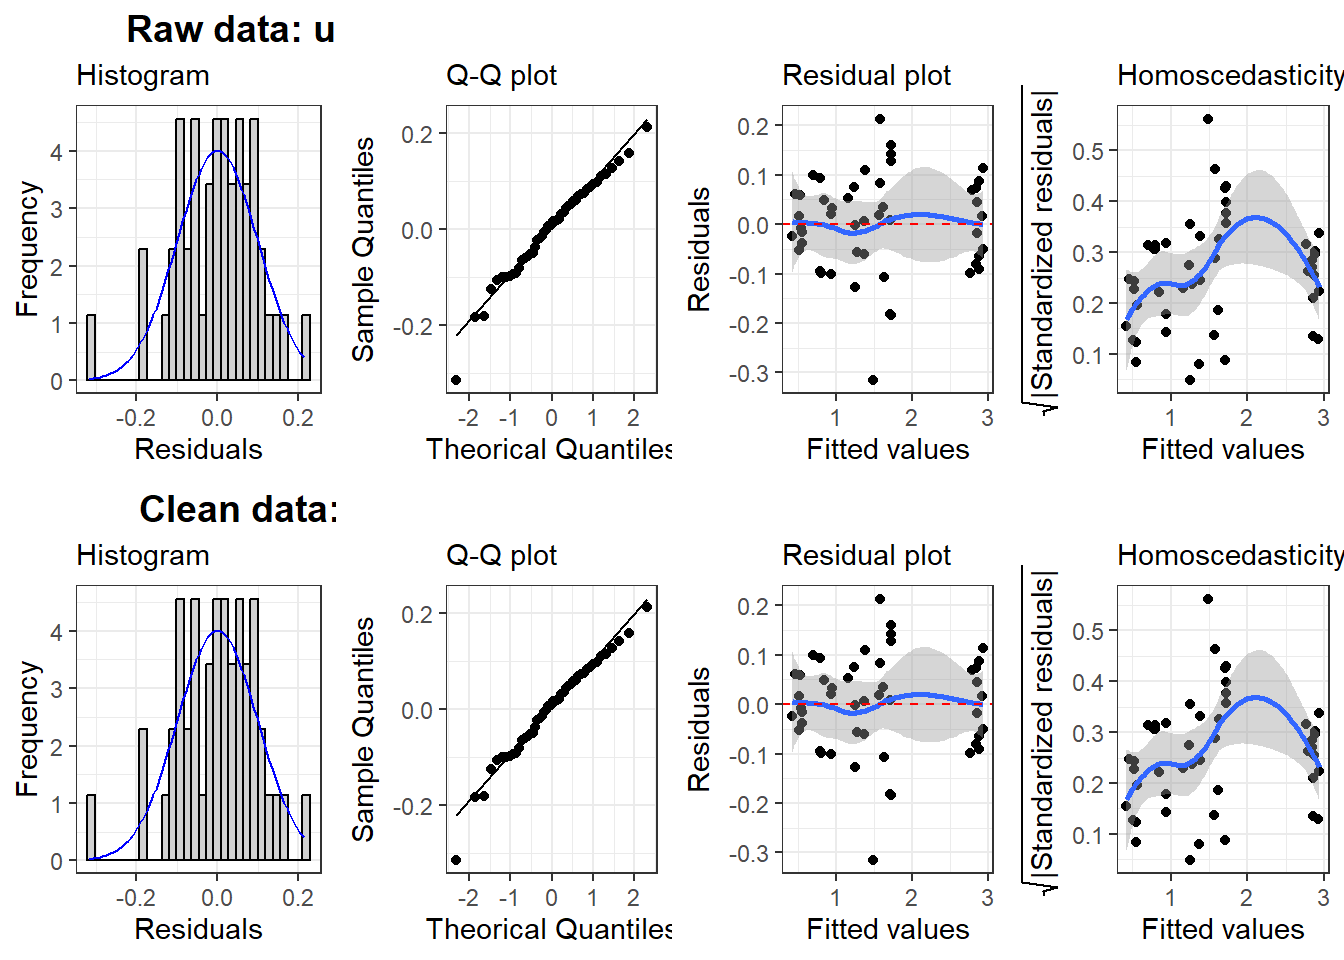 Raw data: u
Histogram
Q-Q plot
Residual plot
Homoscedasticity
Frequency
4
3
2
1
0
-0.2
0.0
0.2
Residuals
Sample Quantiles
0.2
0.0
-0.2
-2
-1
0
1
2
Theorical Quantiles
Residuals
0.2
0.1
0.0
-0.1
-0.2
-0.3
1
2
3
Fitted values
√|Standardized residuals|
0.5
0.4
0.3
0.2
0.1
1
2
3
Fitted values
Clean data:
Histogram
Q-Q plot
Residual plot
Homoscedasticity
Frequency
4
3
2
1
0
-0.2
0.0
0.2
Residuals
Sample Quantiles
0.2
0.0
-0.2
-2
-1
0
1
2
Theorical Quantiles
Residuals
0.2
0.1
0.0
-0.1
-0.2
-0.3
1
2
3
Fitted values
√|Standardized residuals|
0.5
0.4
0.3
0.2
0.1
1
2
3
Fitted values